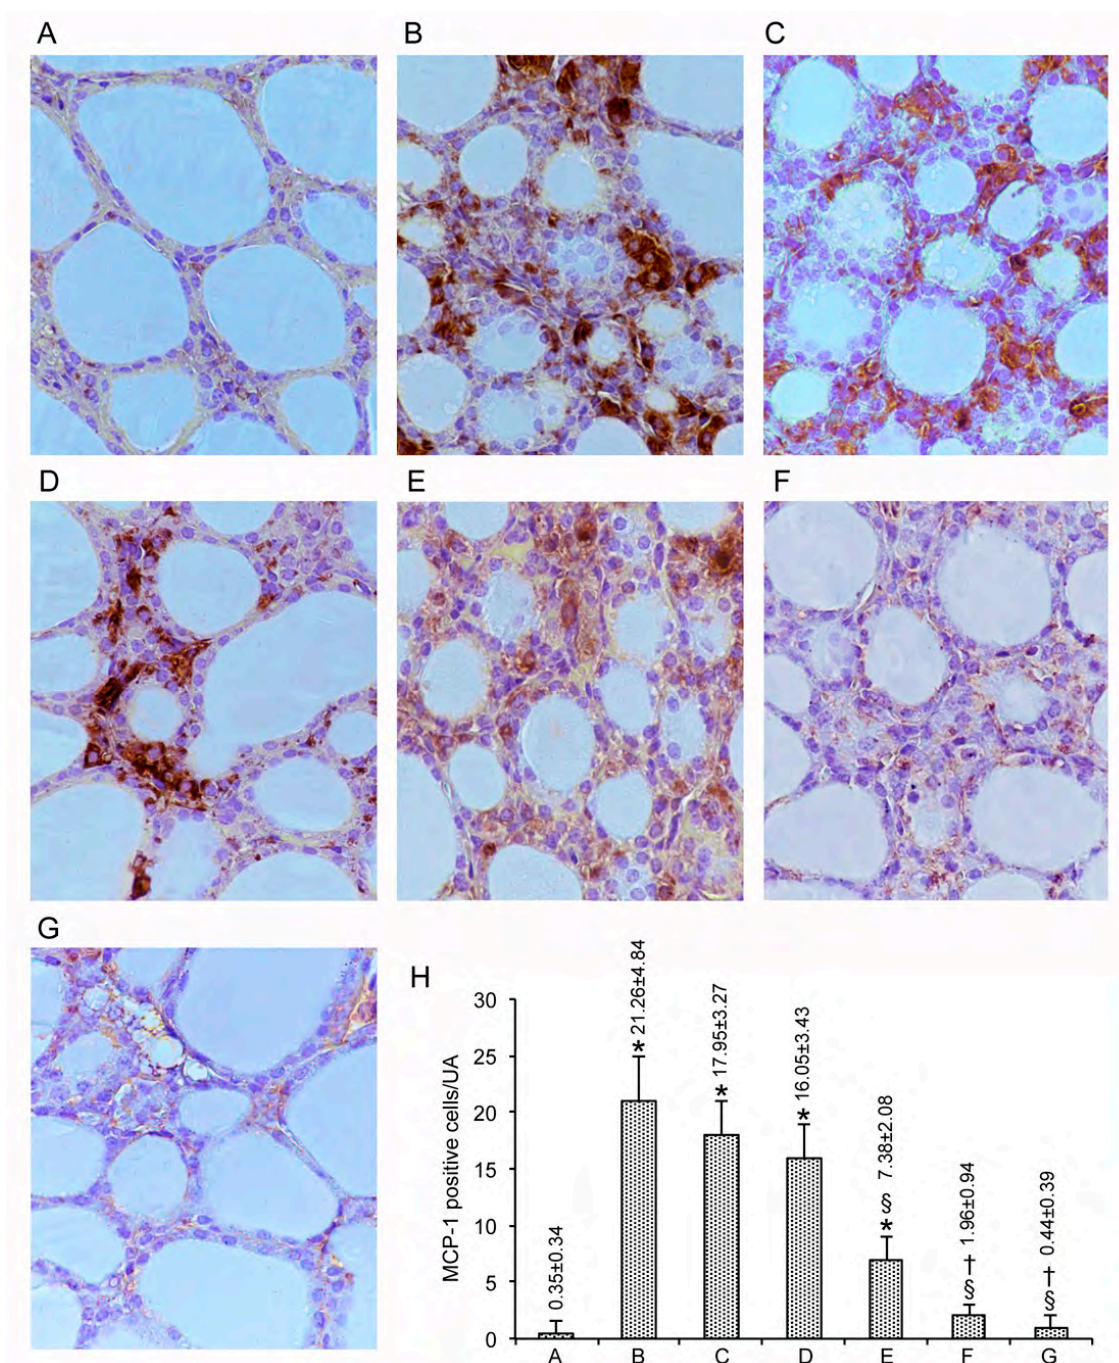 A
B
C
D
E
F
G
H
MCP-1 positive cells/UA
30
25
20
15
10
5
0
0.35±0.34
* 21.26±4.84
* 17.95±3.27
* 16.05±3.43
* § 7.38±2.08
§ † 1.96±0.94
§ † 0.44±0.39
A B C D E F G